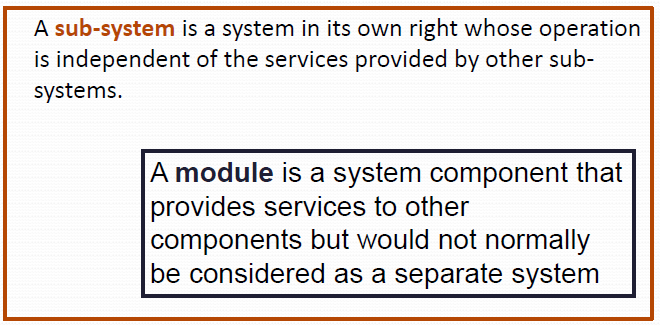 A sub-system is a system in its own right whose operation
is independent of the services provided by other sub-
systems.
A module is a system component that
provides services to other
components but would not normally
be considered as a separate system